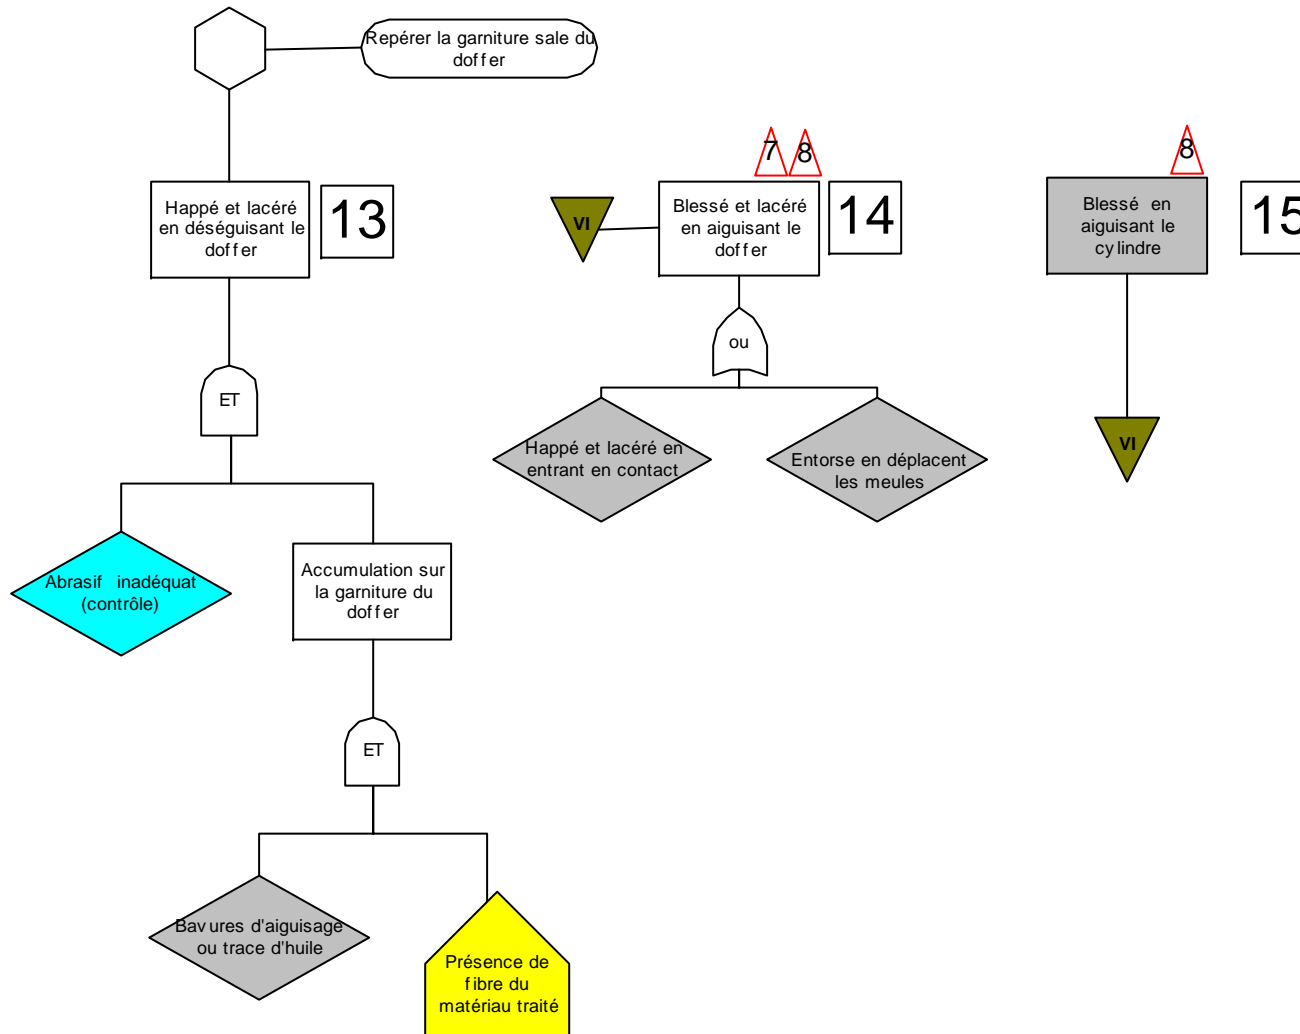 Repérer la garniture sale du
doffer
Happé et lacéré
en déséguisant le
doffer
13
7
8
VI
Blessé et lacéré
en aiguisant le
doffer
14
8
Blessé en
aiguisant le
cylindre
15
ou
ET
Happé et lacéré en
entrant en contact
Entorse en déplacent
les meules
VI
Abrasif inadéquat
(contrôle)
Accumulation sur
la garniture du
doffer
ET
Bavures d'aiguisage
ou trace d'huile
Présence de
fibre du
matériau traité